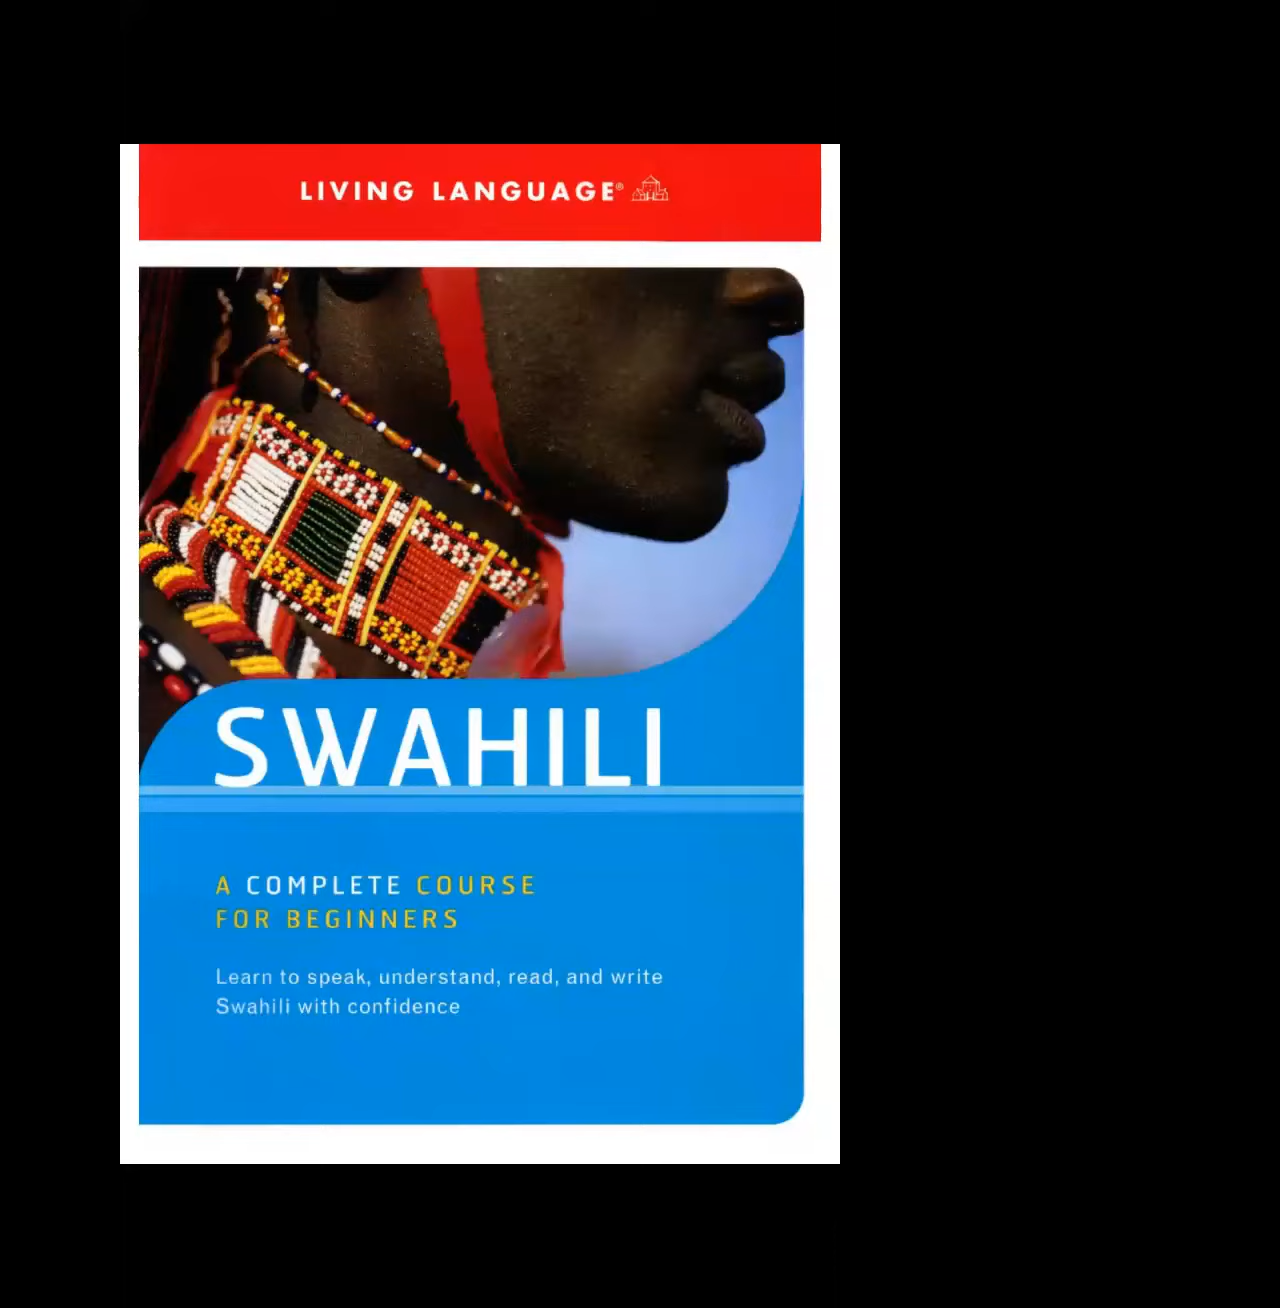 LIVING LANGUAGE®
SWAHILI
A COMPLETE COURSE
FOR BEGINNERS
Learn to speak, understand, read, and write
Swahili with confidence